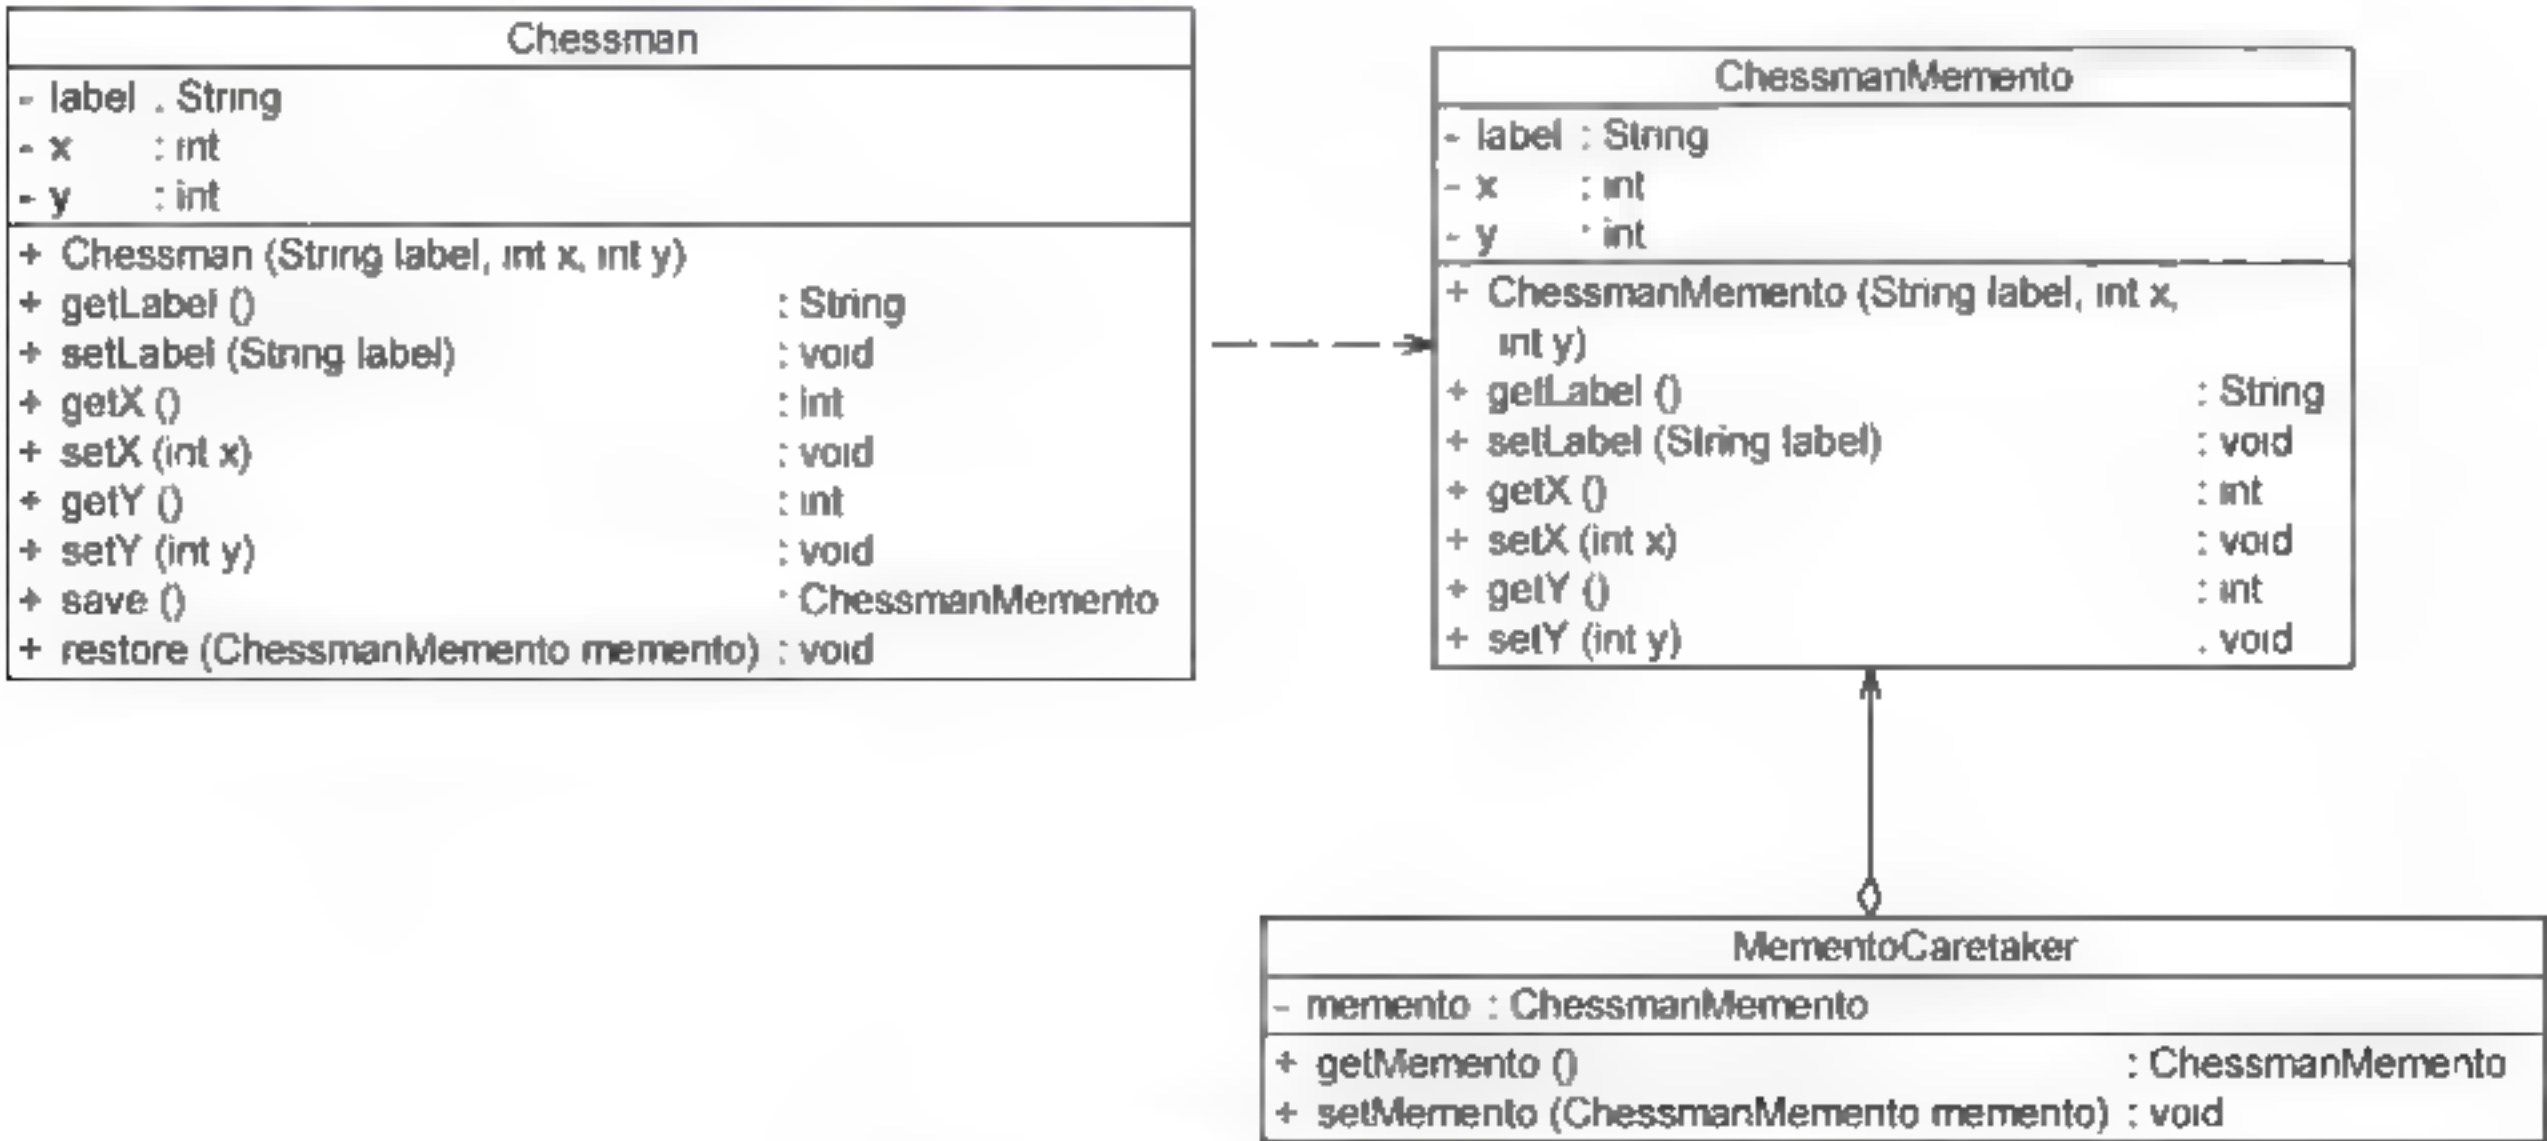 Chessman
- label : String
- x : int
- y : int
+ Chessman (String label, int x, int y)
+ getLabel () : String
+ setLabel (String label) : void
+ getX () : int
+ setX (int x) : void
+ getY () : int
+ setY (int y) : void
+ save () : ChessmanMemento
+ restore (ChessmanMemento memento) : void
ChessmanMemento
- label : String
- x : int
- y : int
+ ChessmanMemento (String label, int x,
int y)
+ getLabel () : String
+ setLabel (String label) : void
+ getX () : int
+ setX (int x) : void
+ getY () : int
+ setY (int y) : void
MementoCaretaker
- memento : ChessmanMemento
+ getMemento () : ChessmanMemento
+ setMemento (ChessmanMemento memento) : void